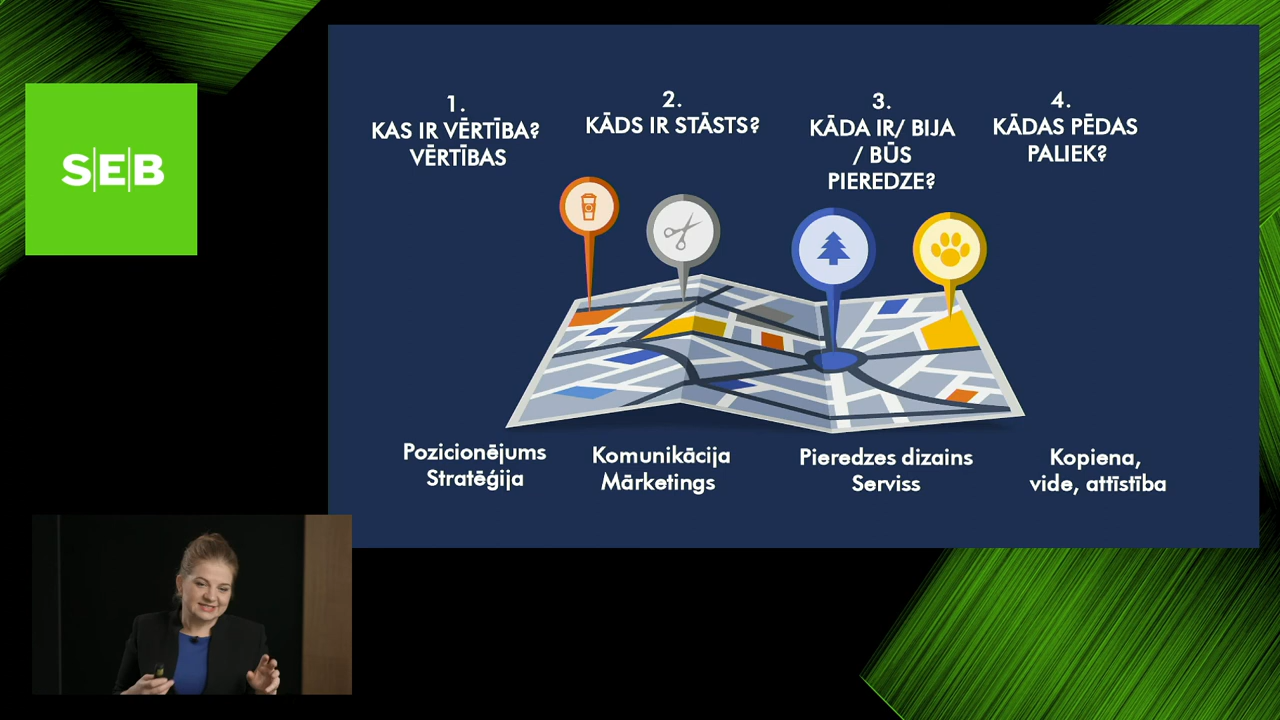 S|E|B
1.
KAS IR VĒRTĪBA?
VĒRTĪBAS
2.
KĀDS IR STĀSTS?
3.
KĀDA IR/ BIJA
/ BŪS
PIEREDZE?
4.
KĀDAS PĒDAS
PALIEK?
Pozicionējums
Stratēģija
Komunikācija
Mārketings
Pieredzes dizains
Serviss
Kopiena,
vide, attīstība